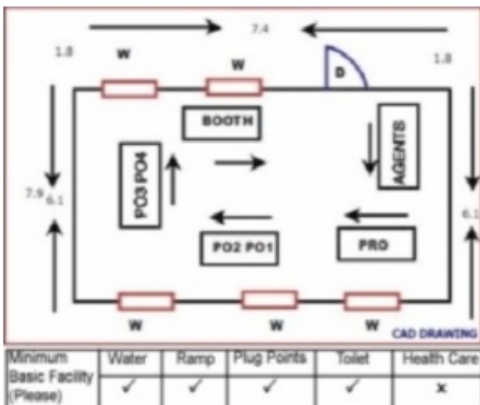 7.4
1.8 W W D 1.8
BOOTH
AGENTS
PO3 PO4
7.9 6.1 6.1
PO2 PO1 PRO
W W W
CAD DRAWING
Minimum Basic Facility (Please) Water Ramp Plug Points Toilet Health Care
✓ ✓ ✓ ✓ x